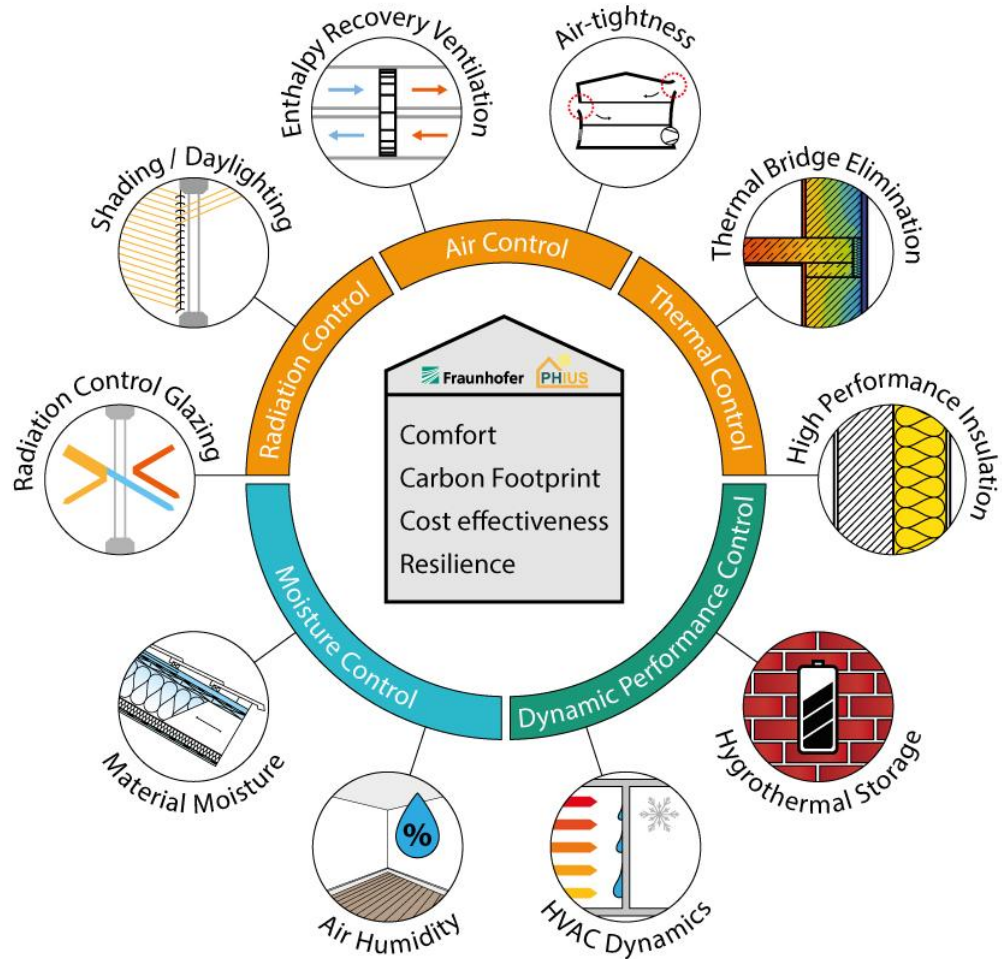 Enthalpy Recovery Ventilation
Air-tightness
Shading / Daylighting
Thermal Bridge Elimination
Radiation Control Glazing
High Performance Insulation
Material Moisture
Hygrothermal Storage
Air Humidity
HVAC Dynamics
Radiation Control
Air Control
Thermal Control
Moisture Control
Dynamic Performance Control
Fraunhofer PHIUS
Comfort
Carbon Footprint
Cost effectiveness
Resilience
%